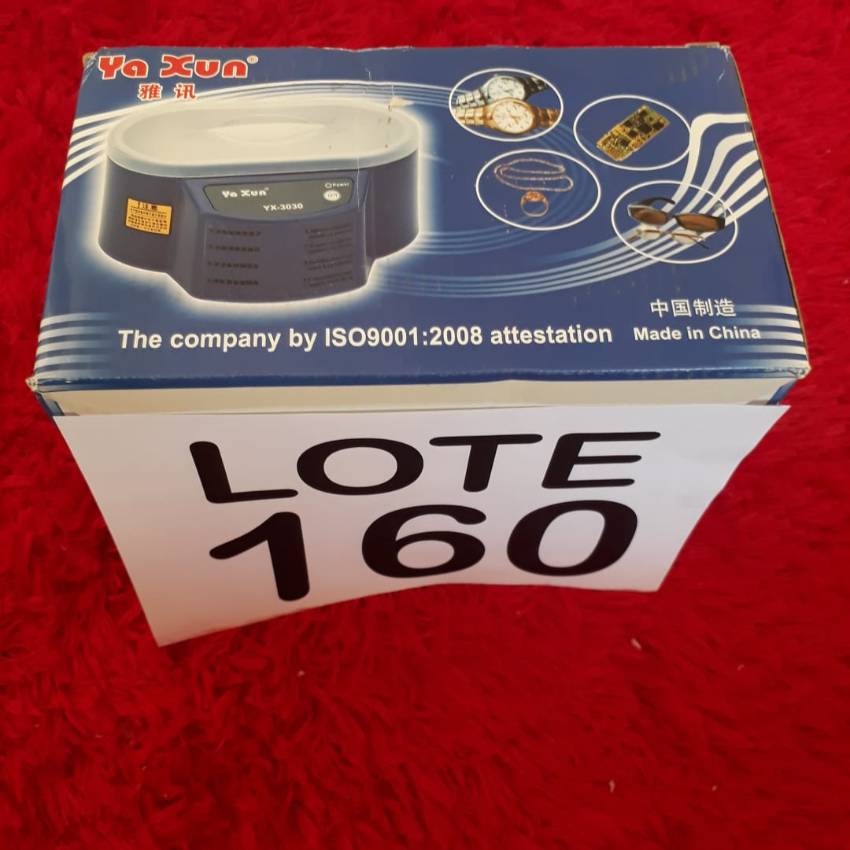 Ya Xun®
雅讯
Ya Xun®
Power
YX-3030
The company by ISO9001:2008 attestation
中国制造
Made in China
LOTE
160